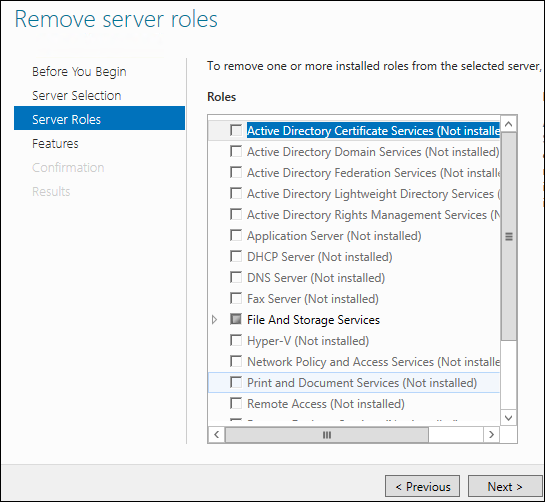 Remove server roles
Before You Begin
Server Selection
Server Roles
Features
Confirmation
Results
To remove one or more installed roles from the selected server,
Roles
Active Directory Certificate Services (Not installe
Active Directory Domain Services (Not installed)
Active Directory Federation Services (Not installed)
Active Directory Lightweight Directory Services (
Active Directory Rights Management Services (N
Application Server (Not installed)
DHCP Server (Not installed)
DNS Server (Not installed)
Fax Server (Not installed)
File And Storage Services
Hyper-V (Not installed)
Network Policy and Access Services (Not installed)
Print and Document Services (Not installed)
Remote Access (Not installed)
< Previous
Next >